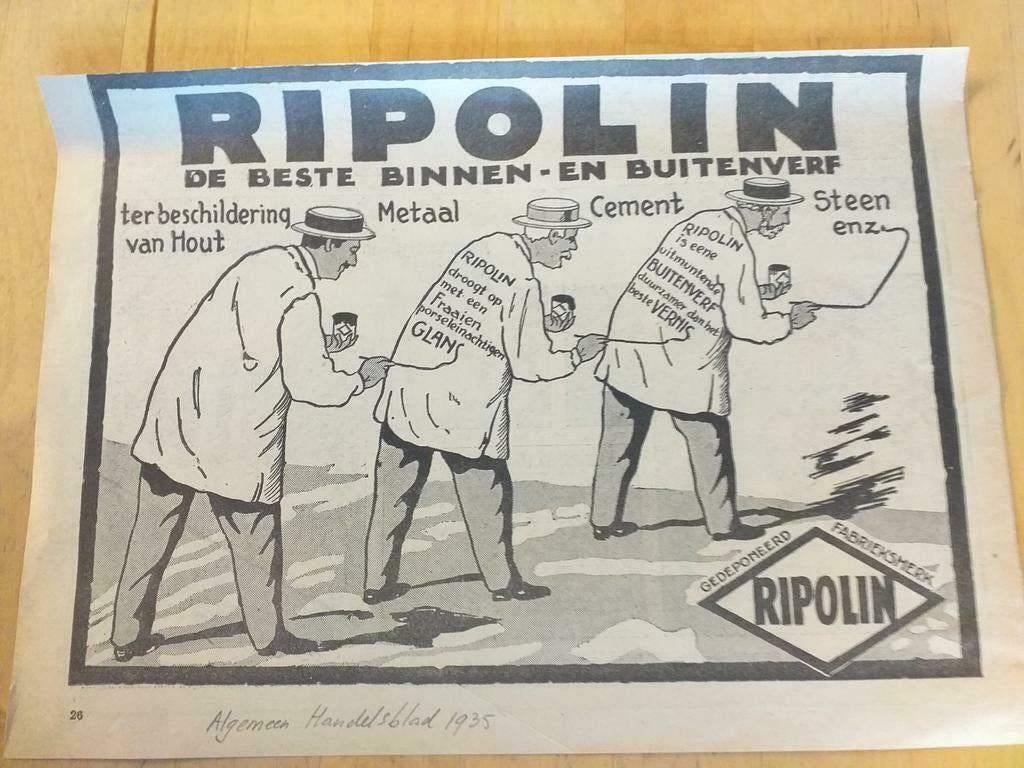 RIPOLIN
DE BESTE BINNEN-EN BUITENVERF
ter beschildering
van Hout
Metaal
Cement
Steen
enz.
RIPOLIN
droogt op
met een
Fraaien
porseleinachtigen
GLANS
RIPOLIN
is eene
uitmuntende
BUITENVERF
duurzamer dan het
beste VERNIS
GEDEPONEERD
FABRIEKSMERK
RIPOLIN
26
Algemeen Handelsblad 1935